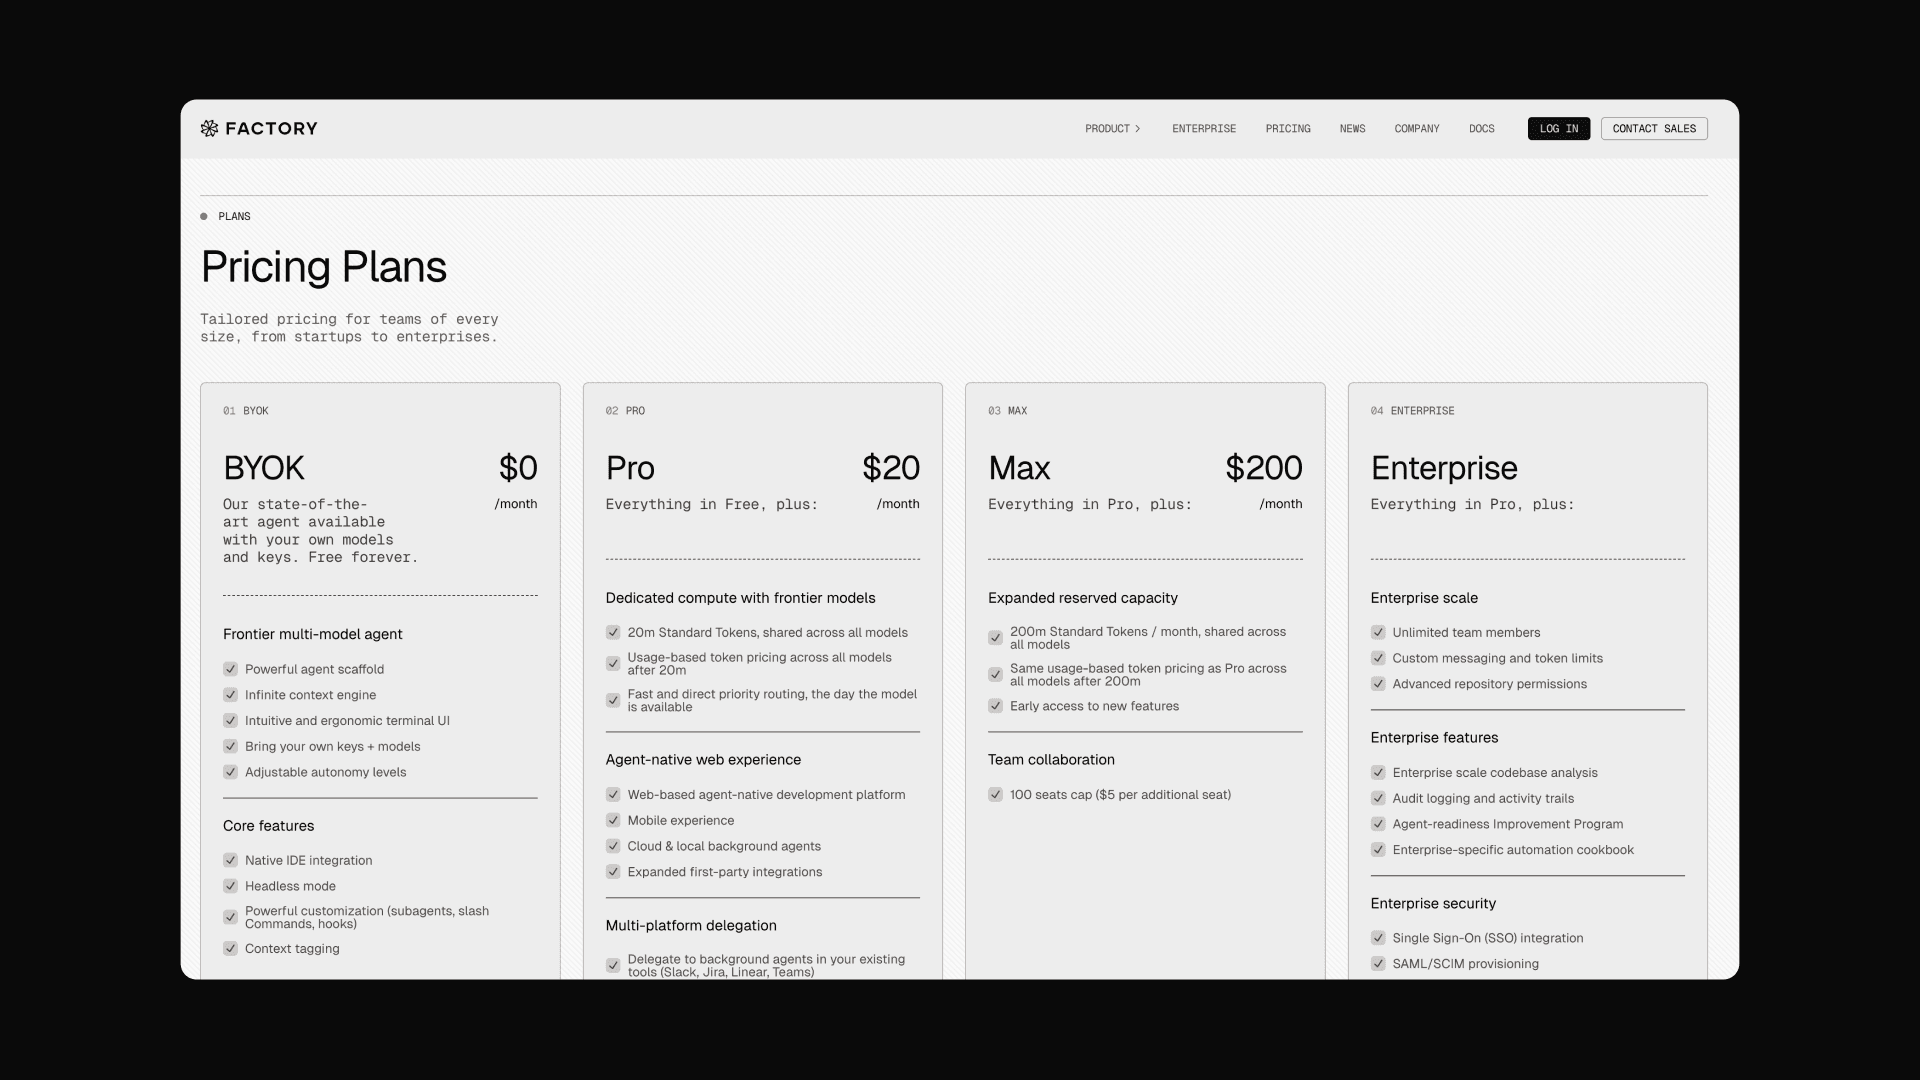 FACTORY
PRODUCT
ENTERPRISE
PRICING
NEWS
COMPANY
DOCS
LOG IN
CONTACT SALES
PLANS
Pricing Plans
Tailored pricing for teams of every
size, from startups to enterprises.
01 BYOK
BYOK
$0
Our state-of-the-
art agent available
with your own models
and keys. Free forever.
/month
Frontier multi-model agent
Powerful agent scaffold
Infinite context engine
Intuitive and ergonomic terminal UI
Bring your own keys + models
Adjustable autonomy levels
Core features
Native IDE integration
Headless mode
Powerful customization (subagents, slash
Commands, hooks)
Context tagging
02 PRO
Pro
$20
Everything in Free, plus:
/month
Dedicated compute with frontier models
20m Standard Tokens, shared across all models
Usage-based token pricing across all models
after 20m
Fast and direct priority routing, the day the model
is available
Agent-native web experience
Web-based agent-native development platform
Mobile experience
Cloud & local background agents
Expanded first-party integrations
Multi-platform delegation
Delegate to background agents in your existing
tools (Slack, Jira, Linear, Teams)
03 MAX
Max
$200
Everything in Pro, plus:
/month
Expanded reserved capacity
200m Standard Tokens / month, shared across
all models
Same usage-based token pricing as Pro across
all models after 200m
Early access to new features
Team collaboration
100 seats cap ($5 per additional seat)
04 ENTERPRISE
Enterprise
Everything in Pro, plus:
Enterprise scale
Unlimited team members
Custom messaging and token limits
Advanced repository permissions
Enterprise features
Enterprise scale codebase analysis
Audit logging and activity trails
Agent-readiness Improvement Program
Enterprise-specific automation cookbook
Enterprise security
Single Sign-On (SSO) integration
SAML/SCIM provisioning